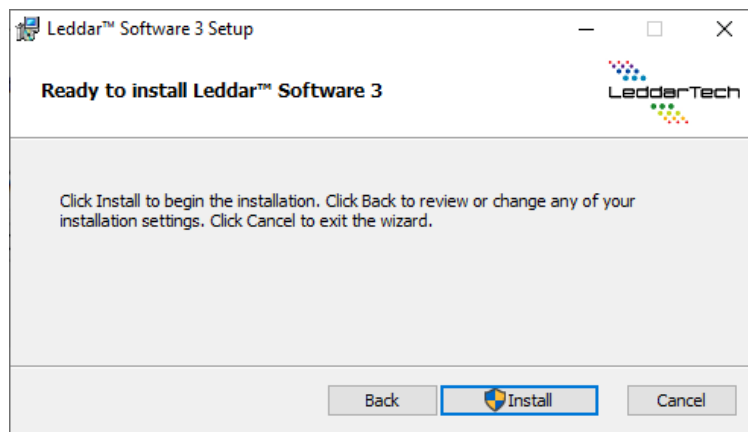 Leddar™ Software 3 Setup
Ready to install Leddar™ Software 3
LeddarTech
Click Install to begin the installation. Click Back to review or change any of your
installation settings. Click Cancel to exit the wizard.
Back
Install
Cancel